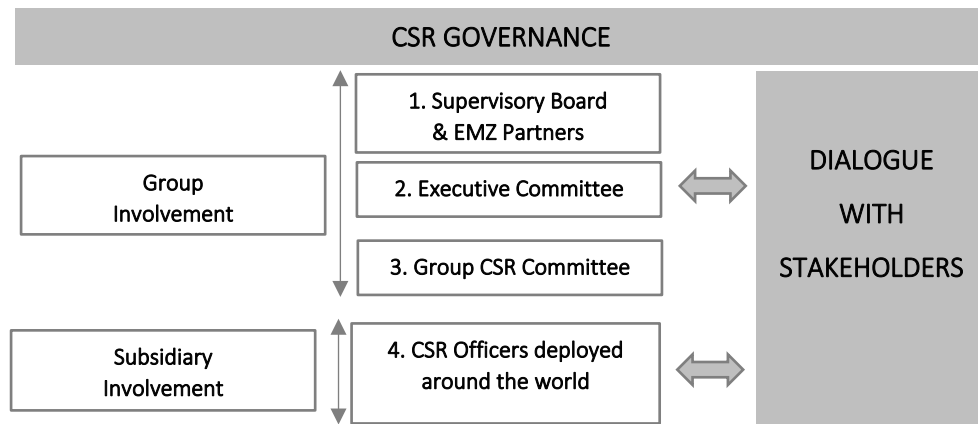 CSR GOVERNANCE
Group
Involvement
1. Supervisory Board
& EMZ Partners
2. Executive Committee
3. Group CSR Committee
DIALOGUE
WITH
STAKEHOLDERS
Subsidiary
Involvement
4. CSR Officers deployed
around the world